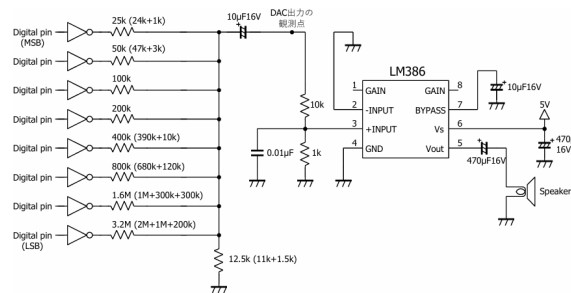 Digital pin
(MSB)
25k (24k+1k)
Digital pin
50k (47k+3k)
Digital pin
100k
Digital pin
200k
Digital pin
400k (390k+10k)
Digital pin
800k (680k+120k)
Digital pin
1.6M (1M+300k+300k)
Digital pin
(LSB)
3.2M (2M+1M+200k)
12.5k (11k+1.5k)
10μF16V
DAC出力の
観測点
10k
0.01μF
1k
LM386
1
GAIN
GAIN
8
2
-INPUT
BYPASS
7
3
+INPUT
Vs
6
4
GND
Vout
5
10μF16V
5V
470μF16V
470
16V
Speaker